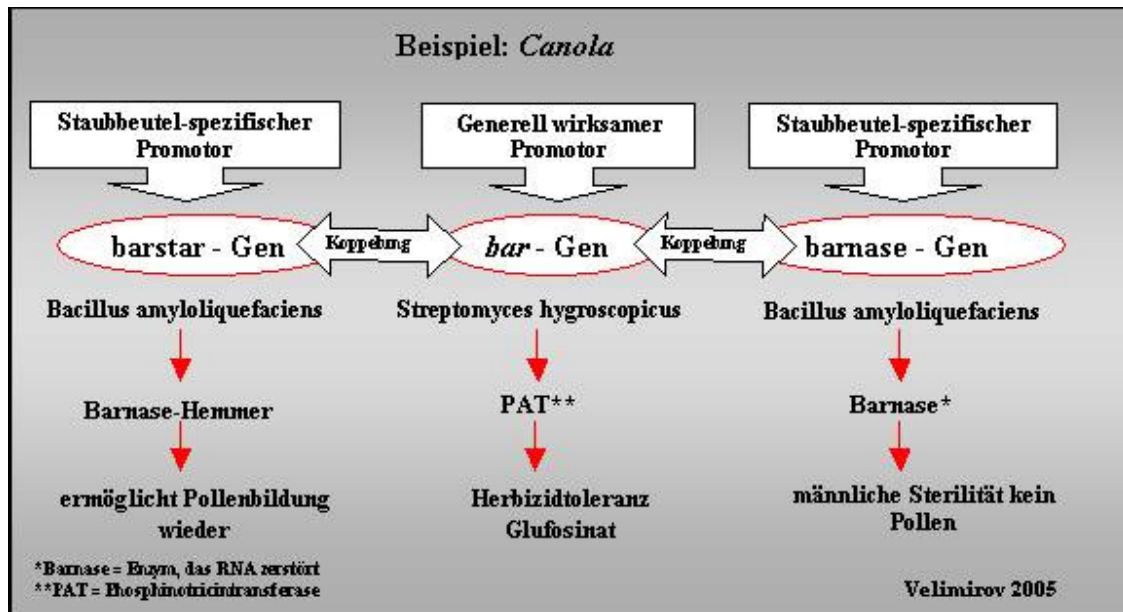 Beispiel: Canola
Staubbeutel-spezifischer
Promotor
Generell wirksamer
Promotor
Staubbeutel-spezifischer
Promotor
barstar - Gen
Koppelung
bar - Gen
Koppelung
barnase - Gen
Bacillus amyloliquefaciens
Streptomyces hygroscopicus
Bacillus amyloliquefaciens
Barnase-Hemmer
PAT**
Barnase*
ermöglicht Pollenbildung
wieder
Herbizidtoleranz
Glufosinat
männliche Sterilität kein
Pollen
*Barnase = Enzym, das RNA zerstört
**PAT = Phosphinotricintransferase
Velimirov 2005